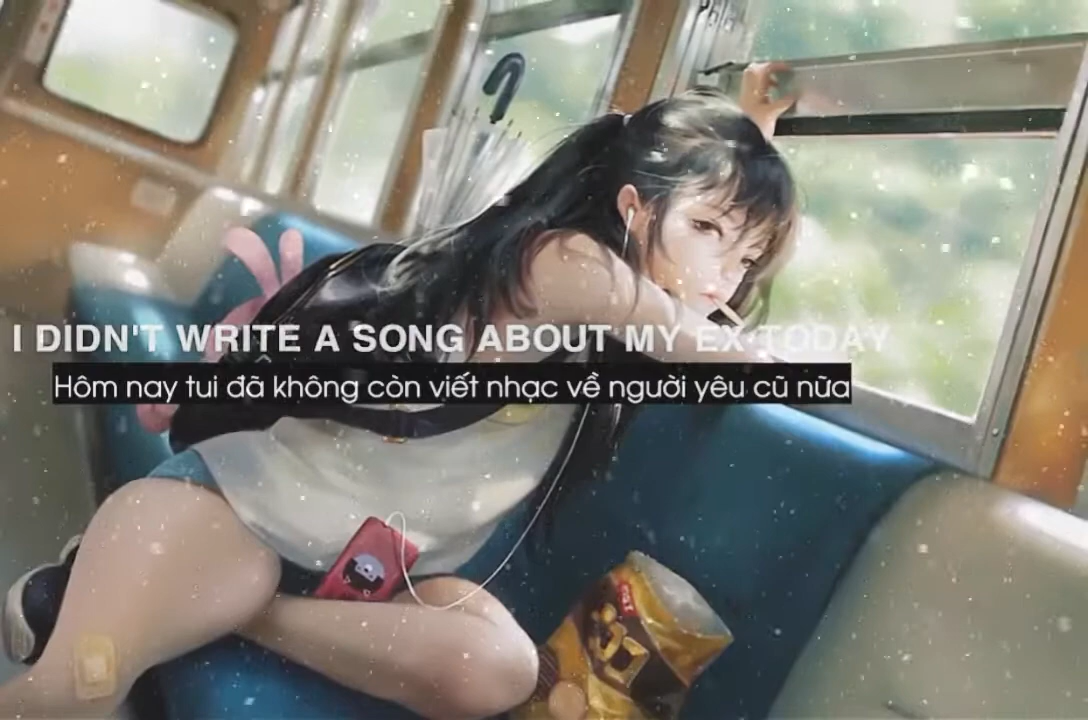 I DIDN'T WRITE A SONG ABOUT MY EX TODAY
Hôm nay tui đã không còn viết nhạc về người yêu cũ nữa